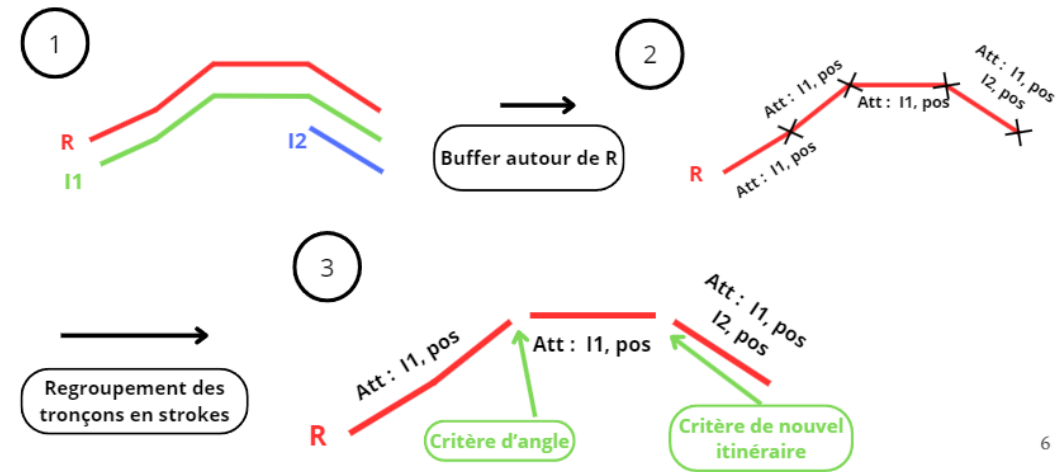 1
R
I1
I2
Buffer autour de R
2
Att : I1, pos
Att : I1, pos
Att : I1, pos
Att : I1, pos
I2, pos
R
Regroupement des
tronçons en strokes
3
Att : I1, pos
Att : I1, pos
Att : I1, pos
I2, pos
R
Critère d'angle
Critère de nouvel
itinéraire
6